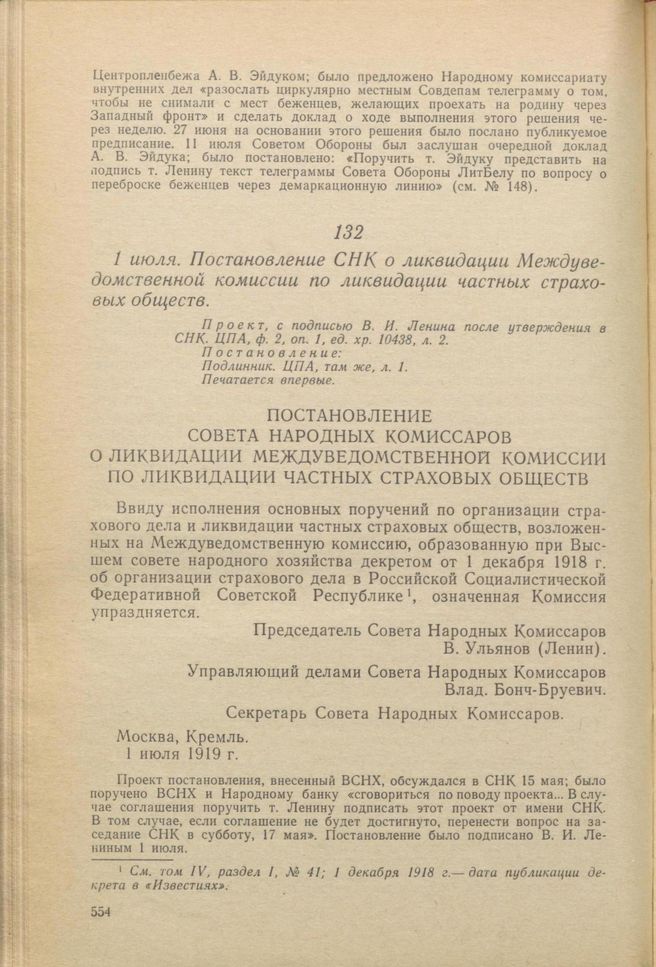 Центропленбежа А. В. Эйдуком; было предложено Народному комиссариату
внутренних дел «разослать циркулярно местным Совдепам телеграмму о том,
чтобы не снимали с мест беженцев, желающих проехать на родину через
Западный фронт» и сделать доклад о ходе выполнения этого решения че-
рез неделю. 27 июня на основании этого решения было послано публикуемое
предписание. 11 июля Советом Обороны был заслушан очередной доклад
А. В. Эйдука; было постановлено: «Поручить т. Эйдуку представить на
подпись т. Ленину текст телеграммы Совета Обороны ЛитБелу по вопросу о
переброске беженцев через демаркационную линию» (см. № 148).
132
1 июля. Постановление СНК о ликвидации Междуве-
домственной комиссии по ликвидации частных страхо-
вых обществ.
Проект, с подписью В. И. Ленина после утверждения в
СНК. ЦПА, ф. 2, оп. 1, ед. хр. 10438, л. 2.
Постановление:
Подлинник. ЦПА, там же, л. 1.
Печатается впервые.
ПОСТАНОВЛЕНИЕ
СОВЕТА НАРОДНЫХ КОМИССАРОВ
О ЛИКВИДАЦИИ МЕЖДУВЕДОМСТВЕННОЙ КОМИССИИ
ПО ЛИКВИДАЦИИ ЧАСТНЫХ СТРАХОВЫХ ОБЩЕСТВ
Ввиду исполнения основных поручений по организации стра-
хового дела и ликвидации частных страховых обществ, возложен-
ных на Междуведомственную комиссию, образованную при Выс-
шем совете народного хозяйства декретом от 1 декабря 1918 г.
об организации страхового дела в Российской Социалистической
Федеративной Советской Республике¹, означенная Комиссия
упраздняется.
Председатель Совета Народных Комиссаров
В. Ульянов (Ленин).
Управляющий делами Совета Народных Комиссаров
Влад. Бонч-Бруевич.
Секретарь Совета Народных Комиссаров.
Москва, Кремль.
1 июля 1919 г.
Проект постановления, внесенный ВСНХ, обсуждался в СНК 15 мая; было
поручено ВСНХ и Народному банку «сговориться по поводу проекта... В слу-
чае соглашения поручить т. Ленину подписать этот проект от имени СНК.
В том случае, если соглашение не будет достигнуто, перенести вопрос на за-
седание СНК в субботу, 17 мая». Постановление было подписано В. И. Ле-
ниным 1 июля.
¹ См. том IV, раздел I, № 41; 1 декабря 1918 г.— дата публикации де-
крета в «Известиях».
554